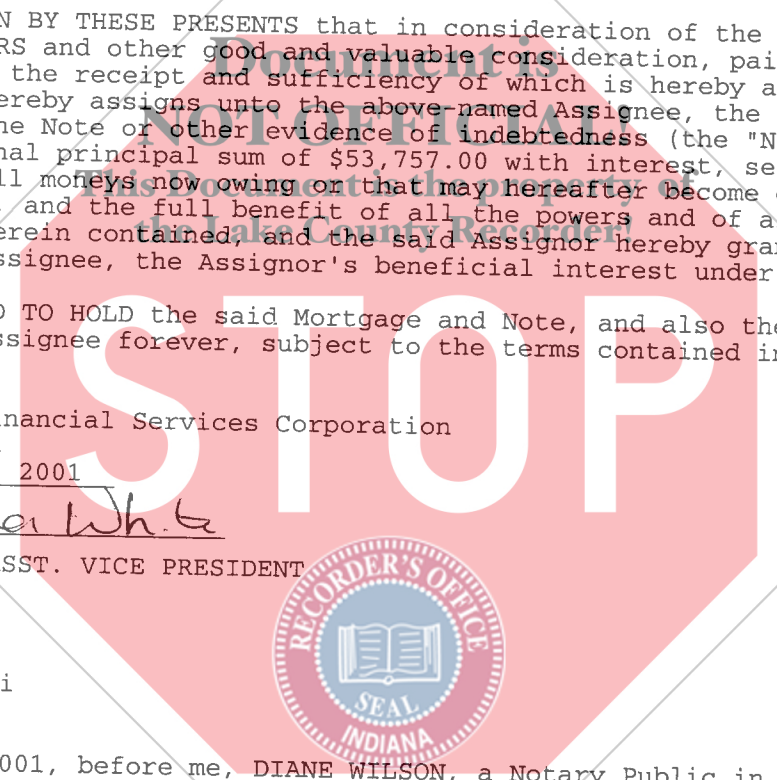 N BY THESE PRESENTS that in consideration of the
RS and other good and valuable consideration, pai
Document is
the receipt and sufficiency of which is hereby a
ereby assigns unto the above-named Assignee, the
NOT OFFICIAL!
he Note or other evidence of indebtedness (the "N
nal principal sum of $53,757.00 with interest, se
ll moneys now owing or that may hereafter become
This Document is the property of
and the full benefit of all the powers and of a
the Lake County Recorder!
erein contained, and the said Assignor hereby gran
ssignee, the Assignor's beneficial interest under
STOP
O TO HOLD the said Mortgage and Note, and also the
ssignee forever, subject to the terms contained in
inancial Services Corporation
2001
White
SST. VICE PRESIDENT
RECORDER'S OFFICE
SEAL
INDIANA
i
001, before me, DIANE WILSON, a Notary Public in